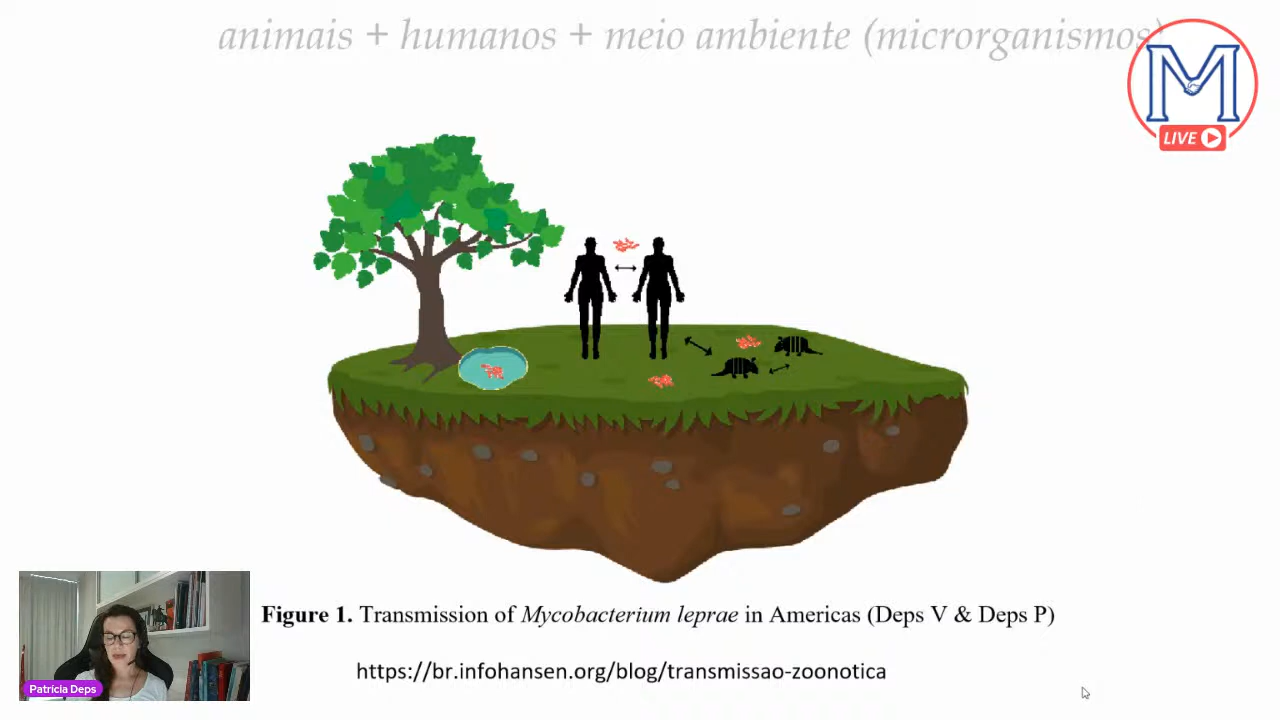 animais + humanos + meio ambiente (microrganismos)
M
LIVE
Figure 1. Transmission of Mycobacterium leprae in Americas (Deps V & Deps P)
https://br.infohansen.org/blog/transmissao-zoonotica
Patrícia Deps